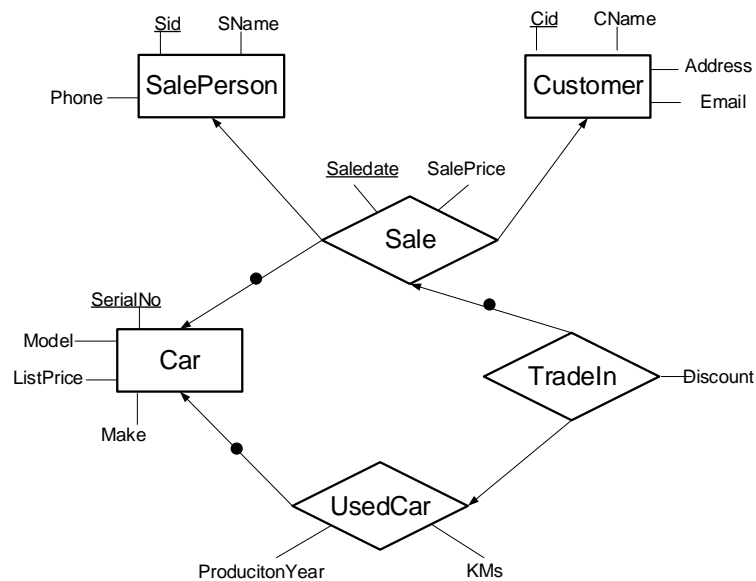 Sid
SName
Cid
CName
SalePerson
Customer
Address
Phone
Email
Saledate
SalePrice
Sale
SerialNo
Model
Car
ListPrice
TradeIn
Discount
Make
UsedCar
ProducitonYear
KMs